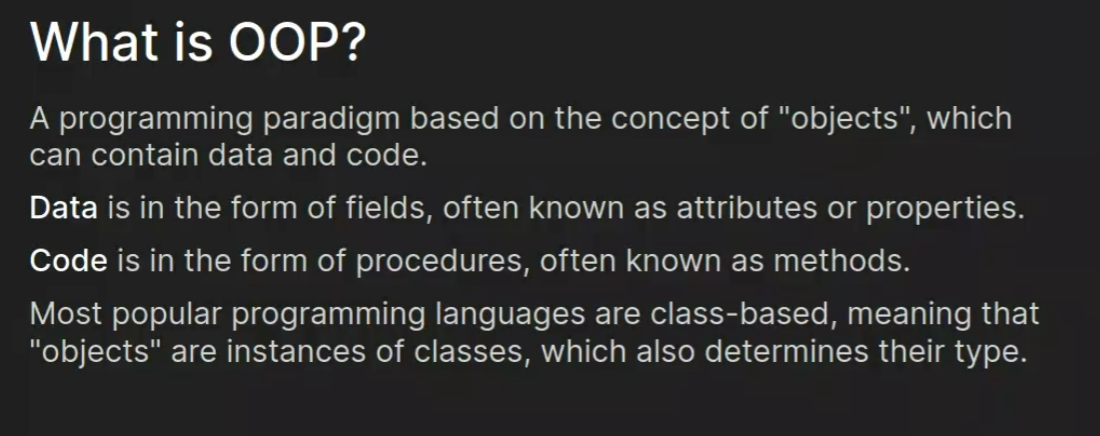 What is OOP?
A programming paradigm based on the concept of "objects", which
can contain data and code.
Data is in the form of fields, often known as attributes or properties.
Code is in the form of procedures, often known as methods.
Most popular programming languages are class-based, meaning that
"objects" are instances of classes, which also determines their type.